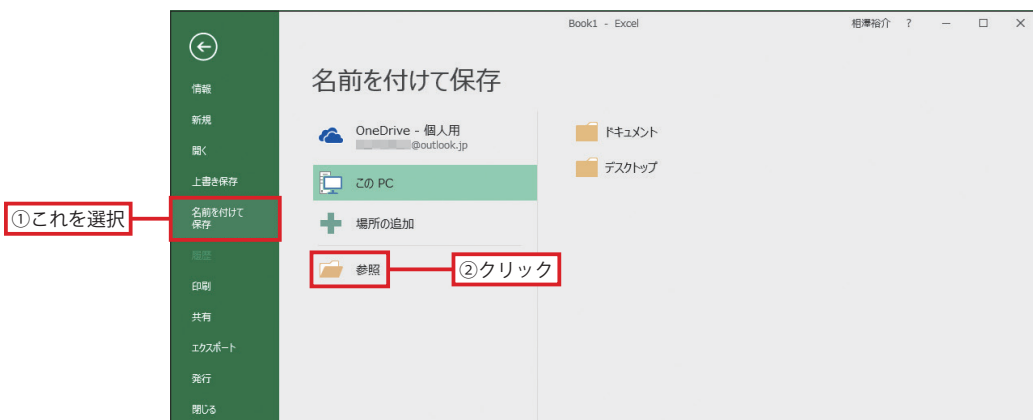 Book1 - Excel
相澤裕介 ?
名前を付けて保存
情報
新規
開く
上書き保存
名前を付けて
保存
履歴
印刷
共有
エクスポート
発行
閉じる
①これを選択
OneDrive - 個人用
@outlook.jp
この PC
場所の追加
参照
②クリック
ドキュメント
デスクトップ